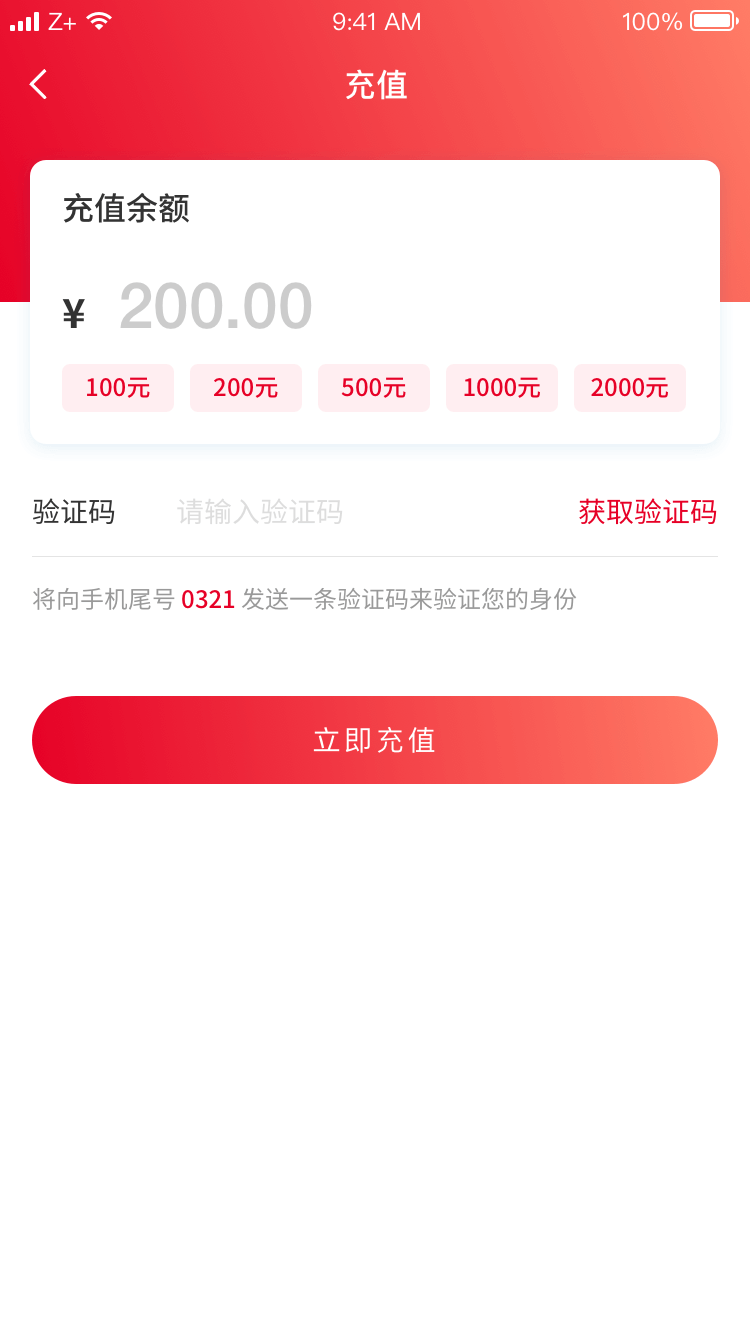 Z+ 9:41 AM 100%
充值
充值余额
¥ 200.00
100元 200元 500元 1000元 2000元
验证码 请输入验证码 获取验证码
将向手机尾号 0321 发送一条验证码来验证您的身份
立即充值